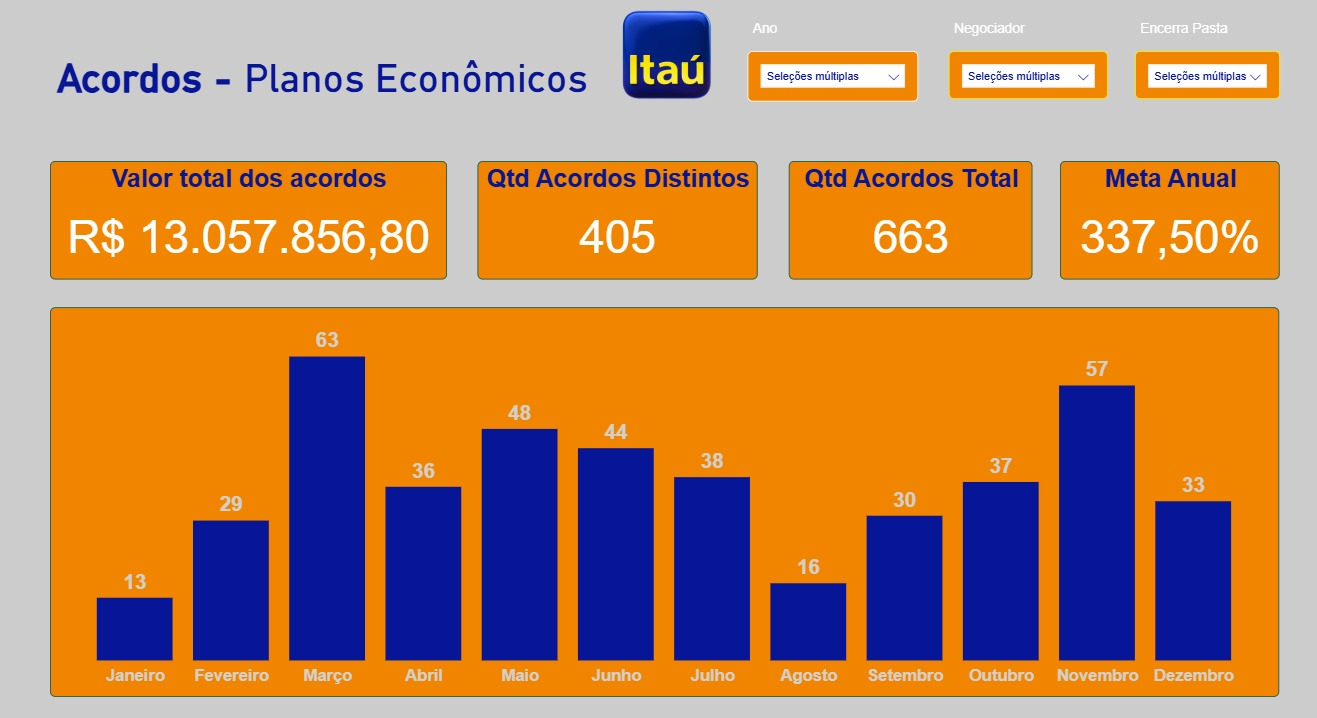 Acordos - Planos Econômicos
Itaú
Ano
Negociador
Encerra Pasta
Seleções múltiplas
Seleções múltiplas
Seleções múltiplas
Valor total dos acordos
R$ 13.057.856,80
Qtd Acordos Distintos
405
Qtd Acordos Total
663
Meta Anual
337,50%
13
29
63
36
48
44
38
16
30
37
57
33
Janeiro
Fevereiro
Março
Abril
Maio
Junho
Julho
Agosto
Setembro
Outubro
Novembro
Dezembro